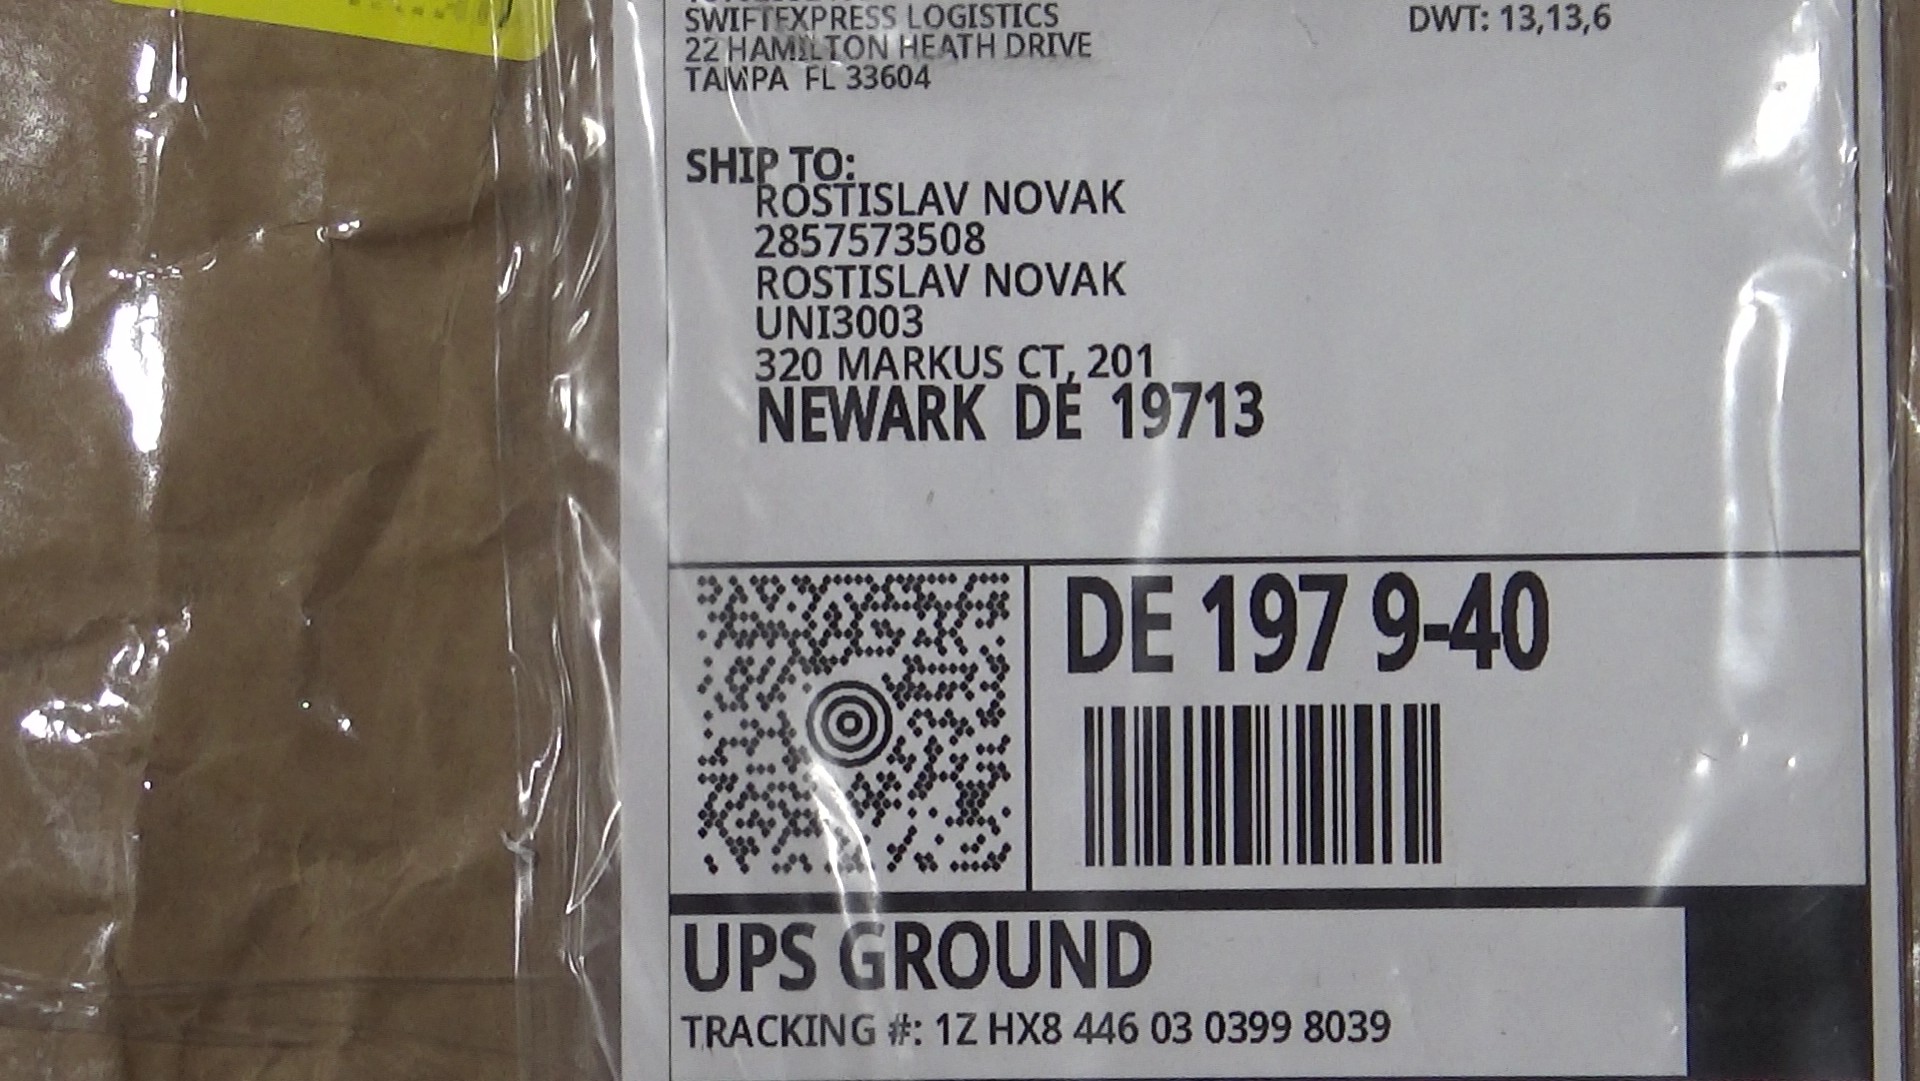 SWIFTEXPRESS LOGISTICS
22 HAMILTON HEATH DRIVE
TAMPA FL 33604
DWT: 13,13,6
SHIP TO:
ROSTISLAV NOVAK
2857573508
ROSTISLAV NOVAK
UNI3003
320 MARKUS CT, 201
NEWARK DE 19713
DE 197 9-40
UPS GROUND
TRACKING #: 1Z HX8 446 03 0399 8039